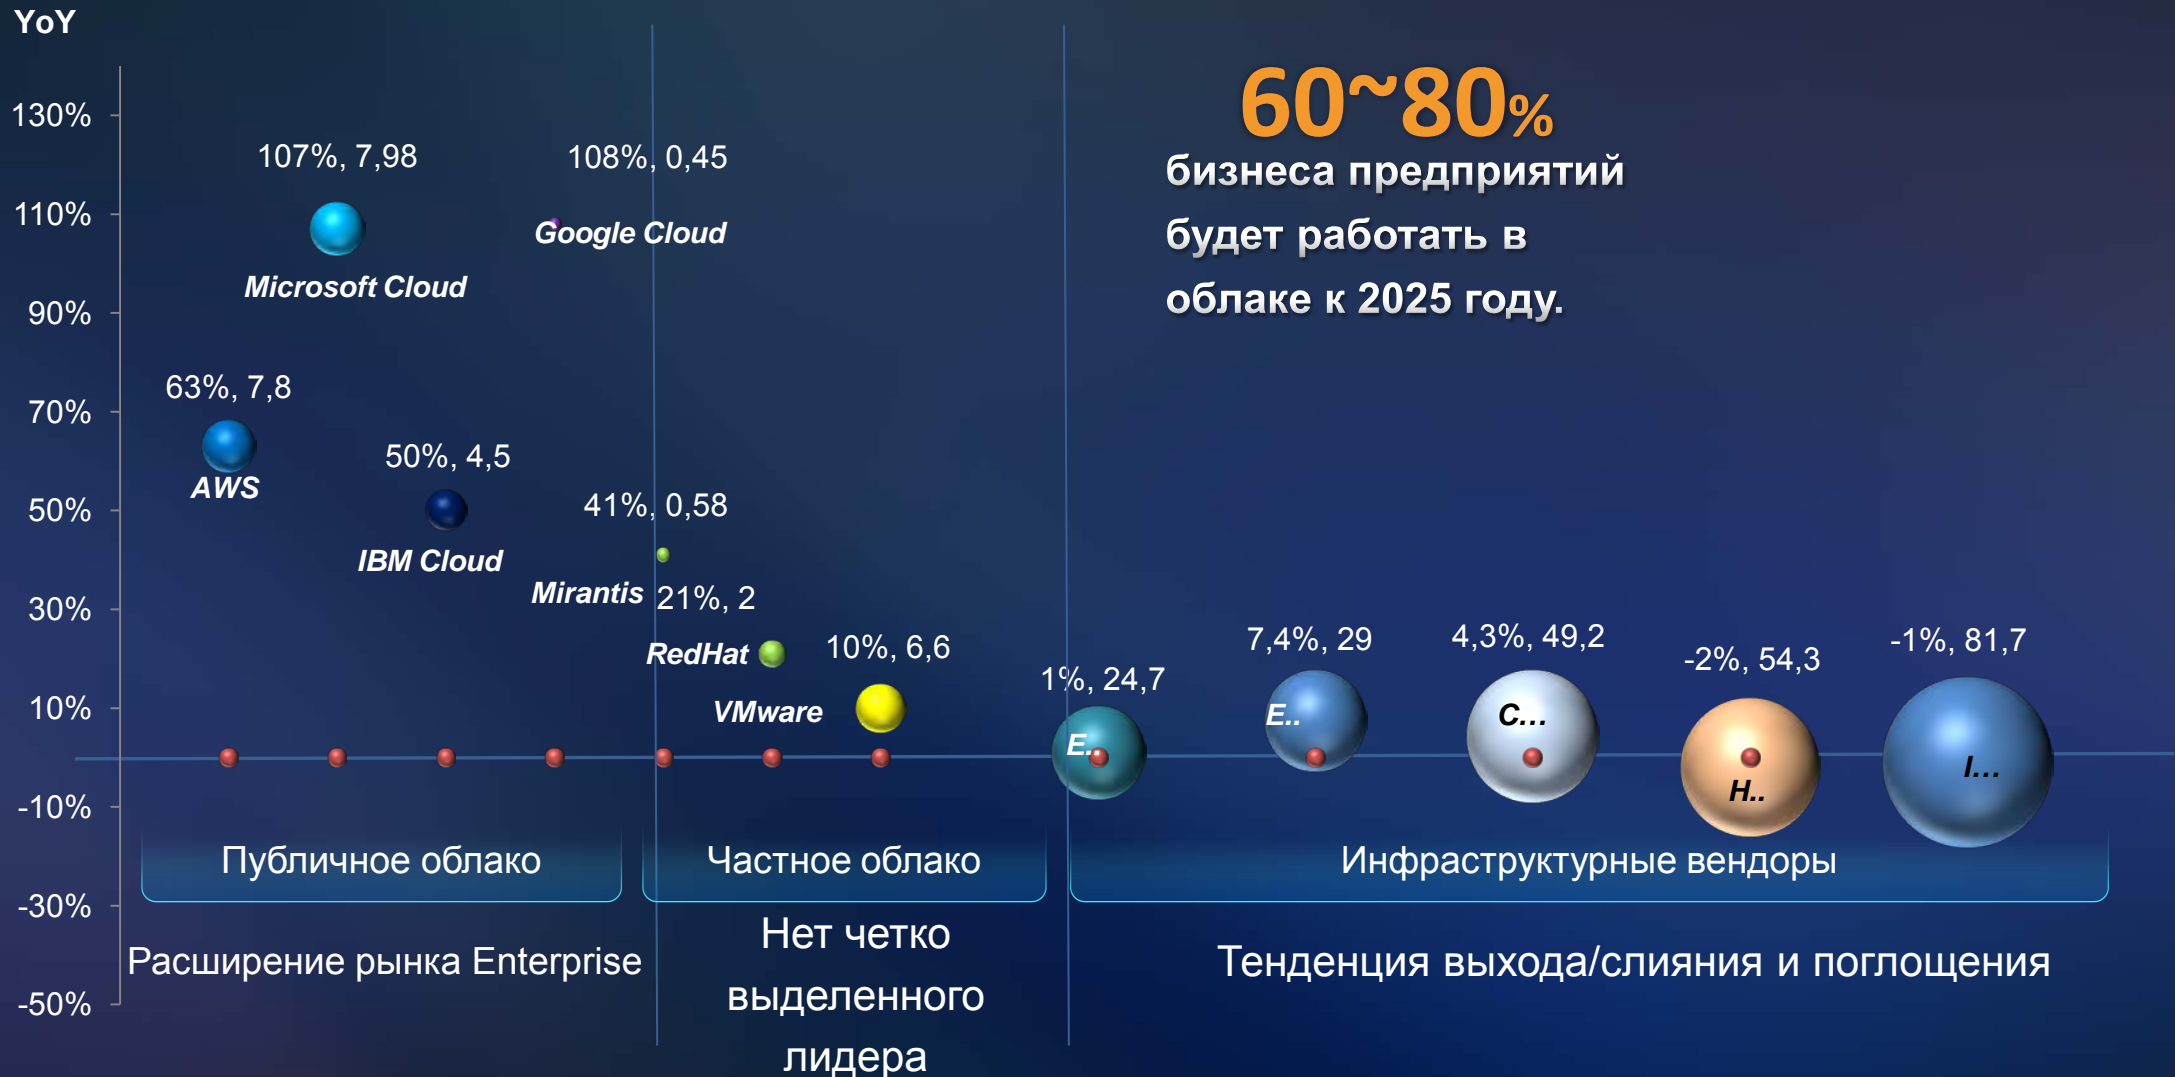 YoY
130%
110%
90%
70%
50%
30%
10%
-10%
-30%
-50%
60~80%
бизнеса предприятий
будет работать в
облаке к 2025 году.
107%, 7,98
Microsoft Cloud
108%, 0,45
Google Cloud
63%, 7,8
AWS
50%, 4,5
IBM Cloud
41%, 0,58
Mirantis
21%, 2
RedHat
10%, 6,6
VMware
1%, 24,7
E..
7,4%, 29
E..
4,3%, 49,2
C...
-2%, 54,3
H..
-1%, 81,7
I...
Публичное облако
Частное облако
Инфраструктурные вендоры
Расширение рынка Enterprise
Нет четко
выделенного
лидера
Тенденция выхода/слияния и поглощения